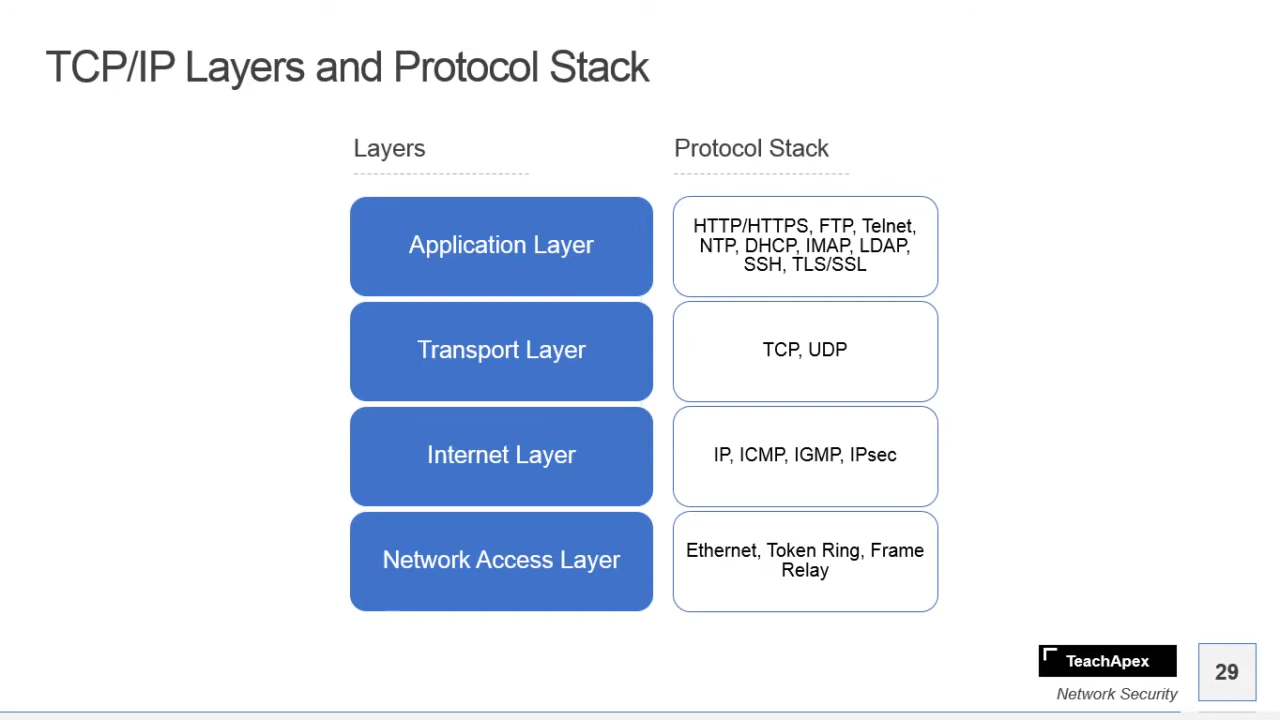 TCP/IP Layers and Protocol Stack
Layers
Protocol Stack
Application Layer
HTTP/HTTPS, FTP, Telnet,
NTP, DHCP, IMAP, LDAP,
SSH, TLS/SSL
Transport Layer
TCP, UDP
Internet Layer
IP, ICMP, IGMP, IPsec
Network Access Layer
Ethernet, Token Ring, Frame
Relay
TeachApex
Network Security
29